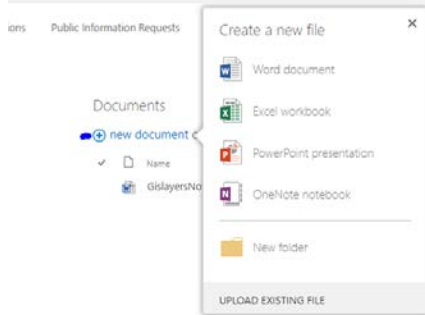 ions Public Information Requests
Create a new file
Word document
Excel workbook
PowerPoint presentation
OneNote notebook
New folder
UPLOAD EXISTING FILE
Documents
new document
Name
GislayersNo